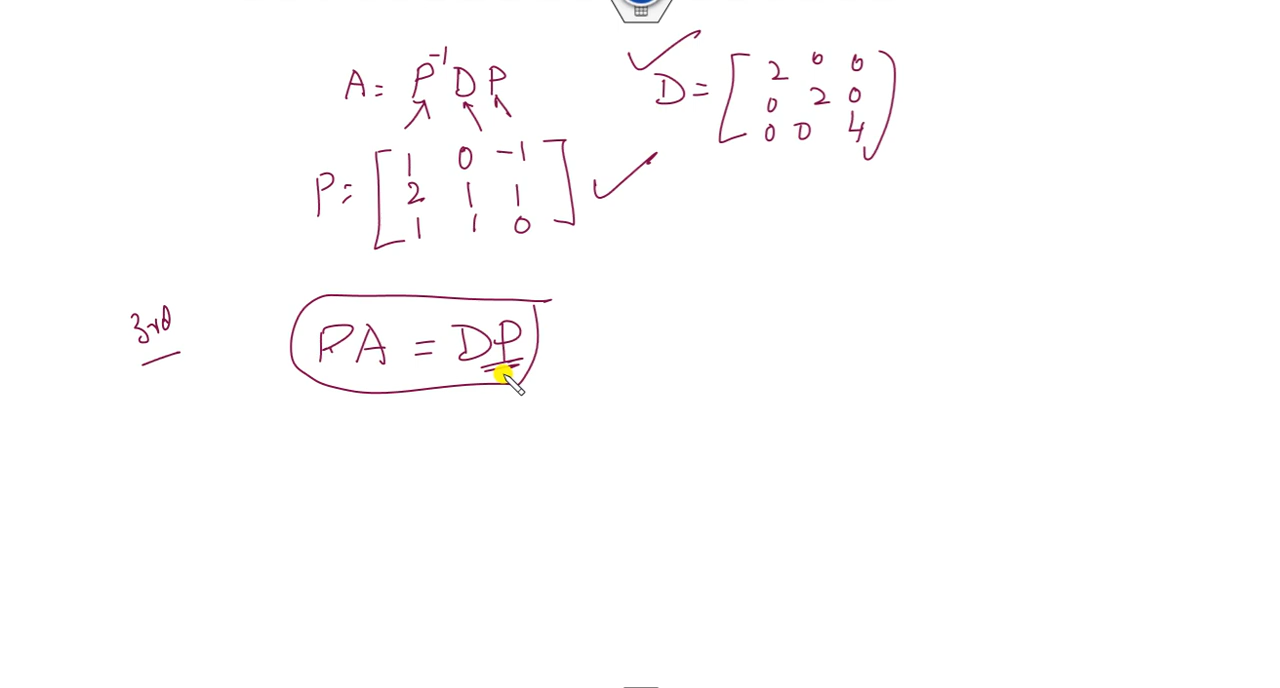 A = P⁻¹DP
D = [2 0 0
0 2 0
0 0 4]
P = [1 0 -1
2 1 1
1 1 0]
3rd
PA = DP